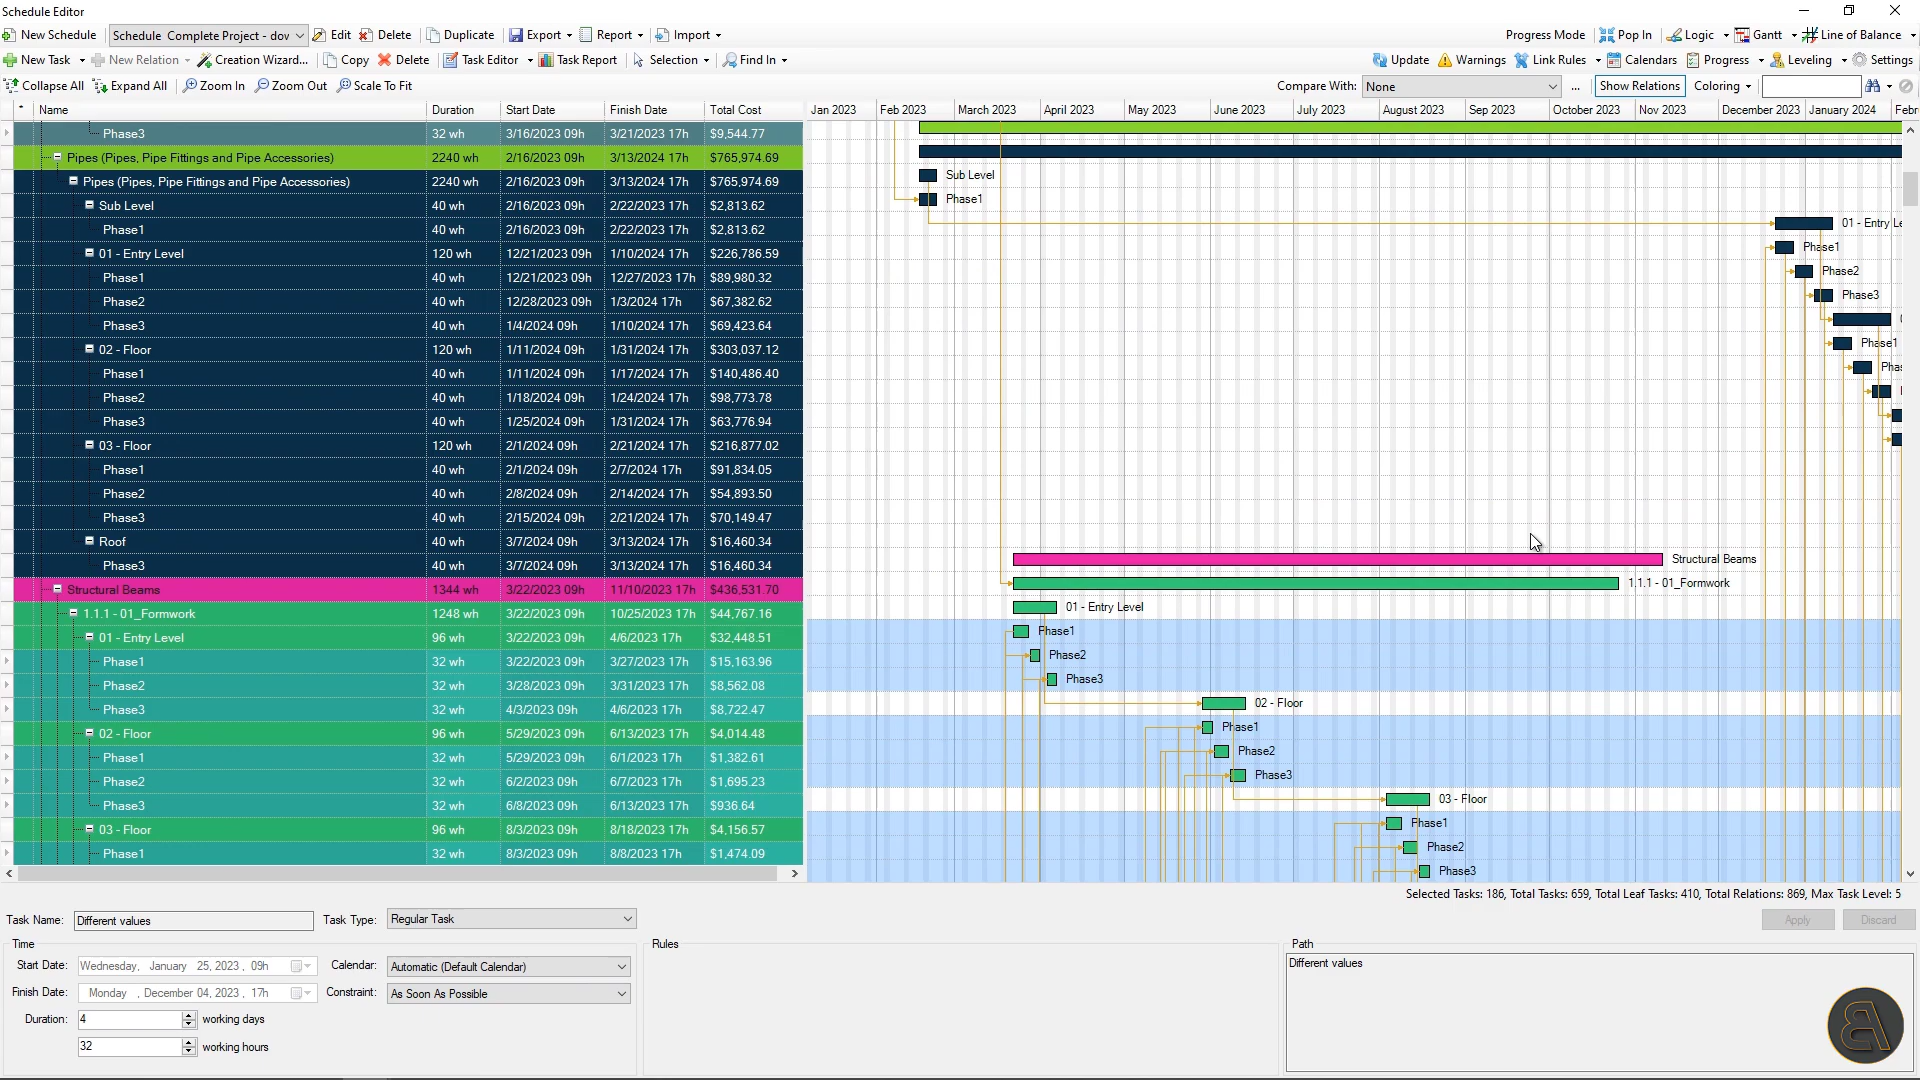 Schedule Editor
New Schedule Schedule Complete Project - dov Edit Delete Duplicate Export Report Import Progress Mode Pop In Logic Gantt Line of Balance
New Task New Relation Creation Wizard... Copy Delete Task Editor Task Report Selection Find In Update Warnings Link Rules Calendars Progress Leveling Settings
Collapse All Expand All Zoom In Zoom Out Scale To Fit Compare With: None ... Show Relations Coloring
Name Duration Start Date Finish Date Total Cost Jan 2023 Feb 2023 March 2023 April 2023 May 2023 June 2023 July 2023 August 2023 Sep 2023 October 2023 Nov 2023 December 2023 January 2024 Febr
Phase3 32 wh 3/16/2023 09h 3/21/2023 17h $9,544.77
Pipes (Pipes, Pipe Fittings and Pipe Accessories) 2240 wh 2/16/2023 09h 3/13/2024 17h $765,974.69
Pipes (Pipes, Pipe Fittings and Pipe Accessories) 2240 wh 2/16/2023 09h 3/13/2024 17h $765,974.69
Sub Level 40 wh 2/16/2023 09h 2/22/2023 17h $2,813.62
Phase1 40 wh 2/16/2023 09h 2/22/2023 17h $2,813.62
01 - Entry Level 120 wh 12/21/2023 09h 1/10/2024 17h $226,786.59
Phase1 40 wh 12/21/2023 09h 12/27/2023 17h $89,980.32
Phase2 40 wh 12/28/2023 09h 1/3/2024 17h $67,382.62
Phase3 40 wh 1/4/2024 09h 1/10/2024 17h $69,423.64
02 - Floor 120 wh 1/11/2024 09h 1/31/2024 17h $303,037.12
Phase1 40 wh 1/11/2024 09h 1/17/2024 17h $140,486.40
Phase2 40 wh 1/18/2024 09h 1/24/2024 17h $98,773.78
Phase3 40 wh 1/25/2024 09h 1/31/2024 17h $63,776.94
03 - Floor 120 wh 2/1/2024 09h 2/21/2024 17h $216,877.02
Phase1 40 wh 2/1/2024 09h 2/7/2024 17h $91,834.05
Phase2 40 wh 2/8/2024 09h 2/14/2024 17h $54,893.50
Phase3 40 wh 2/15/2024 09h 2/21/2024 17h $70,149.47
Roof 40 wh 3/7/2024 09h 3/13/2024 17h $16,460.34
Phase3 40 wh 3/7/2024 09h 3/13/2024 17h $16,460.34
Structural Beams 1344 wh 3/22/2023 09h 11/10/2023 17h $436,531.70
1.1.1 - 01_Formwork 1248 wh 3/22/2023 09h 10/25/2023 17h $44,767.16
01 - Entry Level 96 wh 3/22/2023 09h 4/6/2023 17h $32,448.51
Phase1 32 wh 3/22/2023 09h 3/27/2023 17h $15,163.96
Phase2 32 wh 3/28/2023 09h 3/31/2023 17h $8,562.08
Phase3 32 wh 4/3/2023 09h 4/6/2023 17h $8,722.47
02 - Floor 96 wh 5/29/2023 09h 6/13/2023 17h $4,014.48
Phase1 32 wh 5/29/2023 09h 6/1/2023 17h $1,382.61
Phase2 32 wh 6/2/2023 09h 6/7/2023 17h $1,695.23
Phase3 32 wh 6/8/2023 09h 6/13/2023 17h $936.64
03 - Floor 96 wh 8/3/2023 09h 8/18/2023 17h $4,156.57
Phase1 32 wh 8/3/2023 09h 8/8/2023 17h $1,474.09
Sub Level
Phase1
01 - Entry Le
Phase1
Phase2
Phase3
Phase1
Phas
Structural Beams
1.1.1 - 01_Formwork
01 - Entry Level
Phase1
Phase2
Phase3
02 - Floor
Phase1
Phase2
Phase3
03 - Floor
Phase1
Phase2
Phase3
Selected Tasks: 186, Total Tasks: 659, Total Leaf Tasks: 410, Total Relations: 869, Max Task Level: 5
Task Name: Different values Task Type: Regular Task Apply Discard
Time Rules Path
Start Date: Wednesday, January 25, 2023, 09h Calendar: Automatic (Default Calendar) Different values
Finish Date: Monday , December 04, 2023, 17h Constraint: As Soon As Possible
Duration: 4 working days
32 working hours